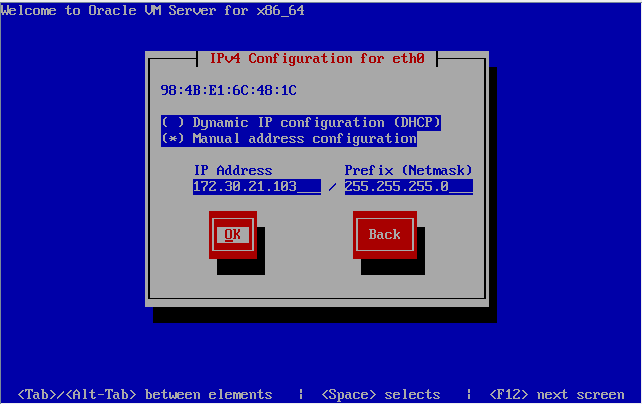 Welcome to Oracle VM Server for x86_64
IPv4 Configuration for eth0
98:4B:E1:6C:48:1C
( ) Dynamic IP configuration (DHCP)
(*) Manual address configuration
IP Address Prefix (Netmask)
172.30.21.103___ / 255.255.255.0___
OK Back
<Tab>/<Alt-Tab> between elements | <Space> selects | <F12> next screen